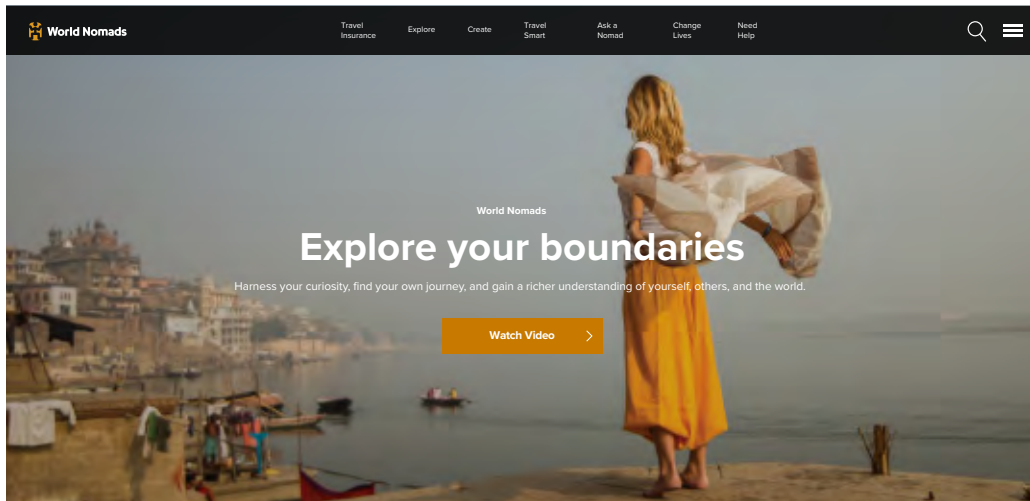 World Nomads
Travel
Insurance
Explore
Create
Travel
Smart
Ask a
Nomad
Change
Lives
Need
Help
World Nomads
Explore your boundaries
Harness your curiosity, find your own journey, and gain a richer understanding of yourself, others, and the world.
Watch Video